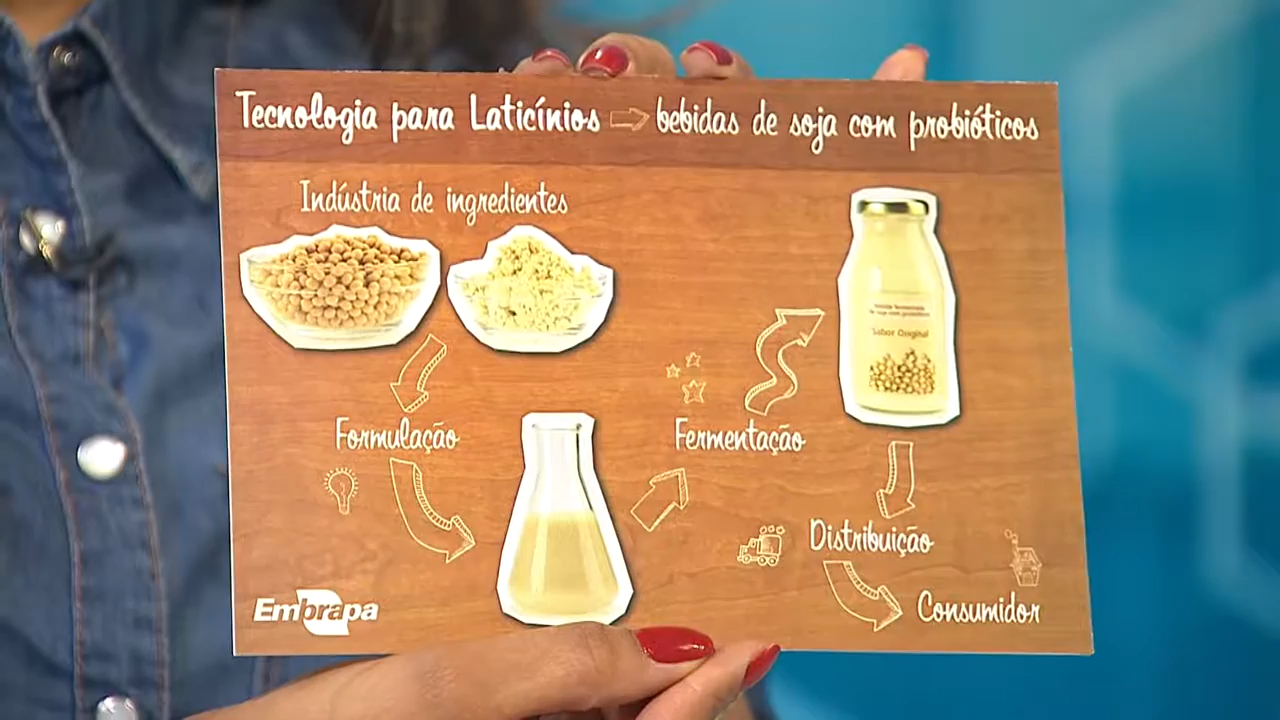 Tecnologia para Laticínios ⇒ bebidas de soja com probióticos
Indústria de ingredientes
Formulação
Fermentação
Sabor Original
Distribuição
Consumidor
Embrapa